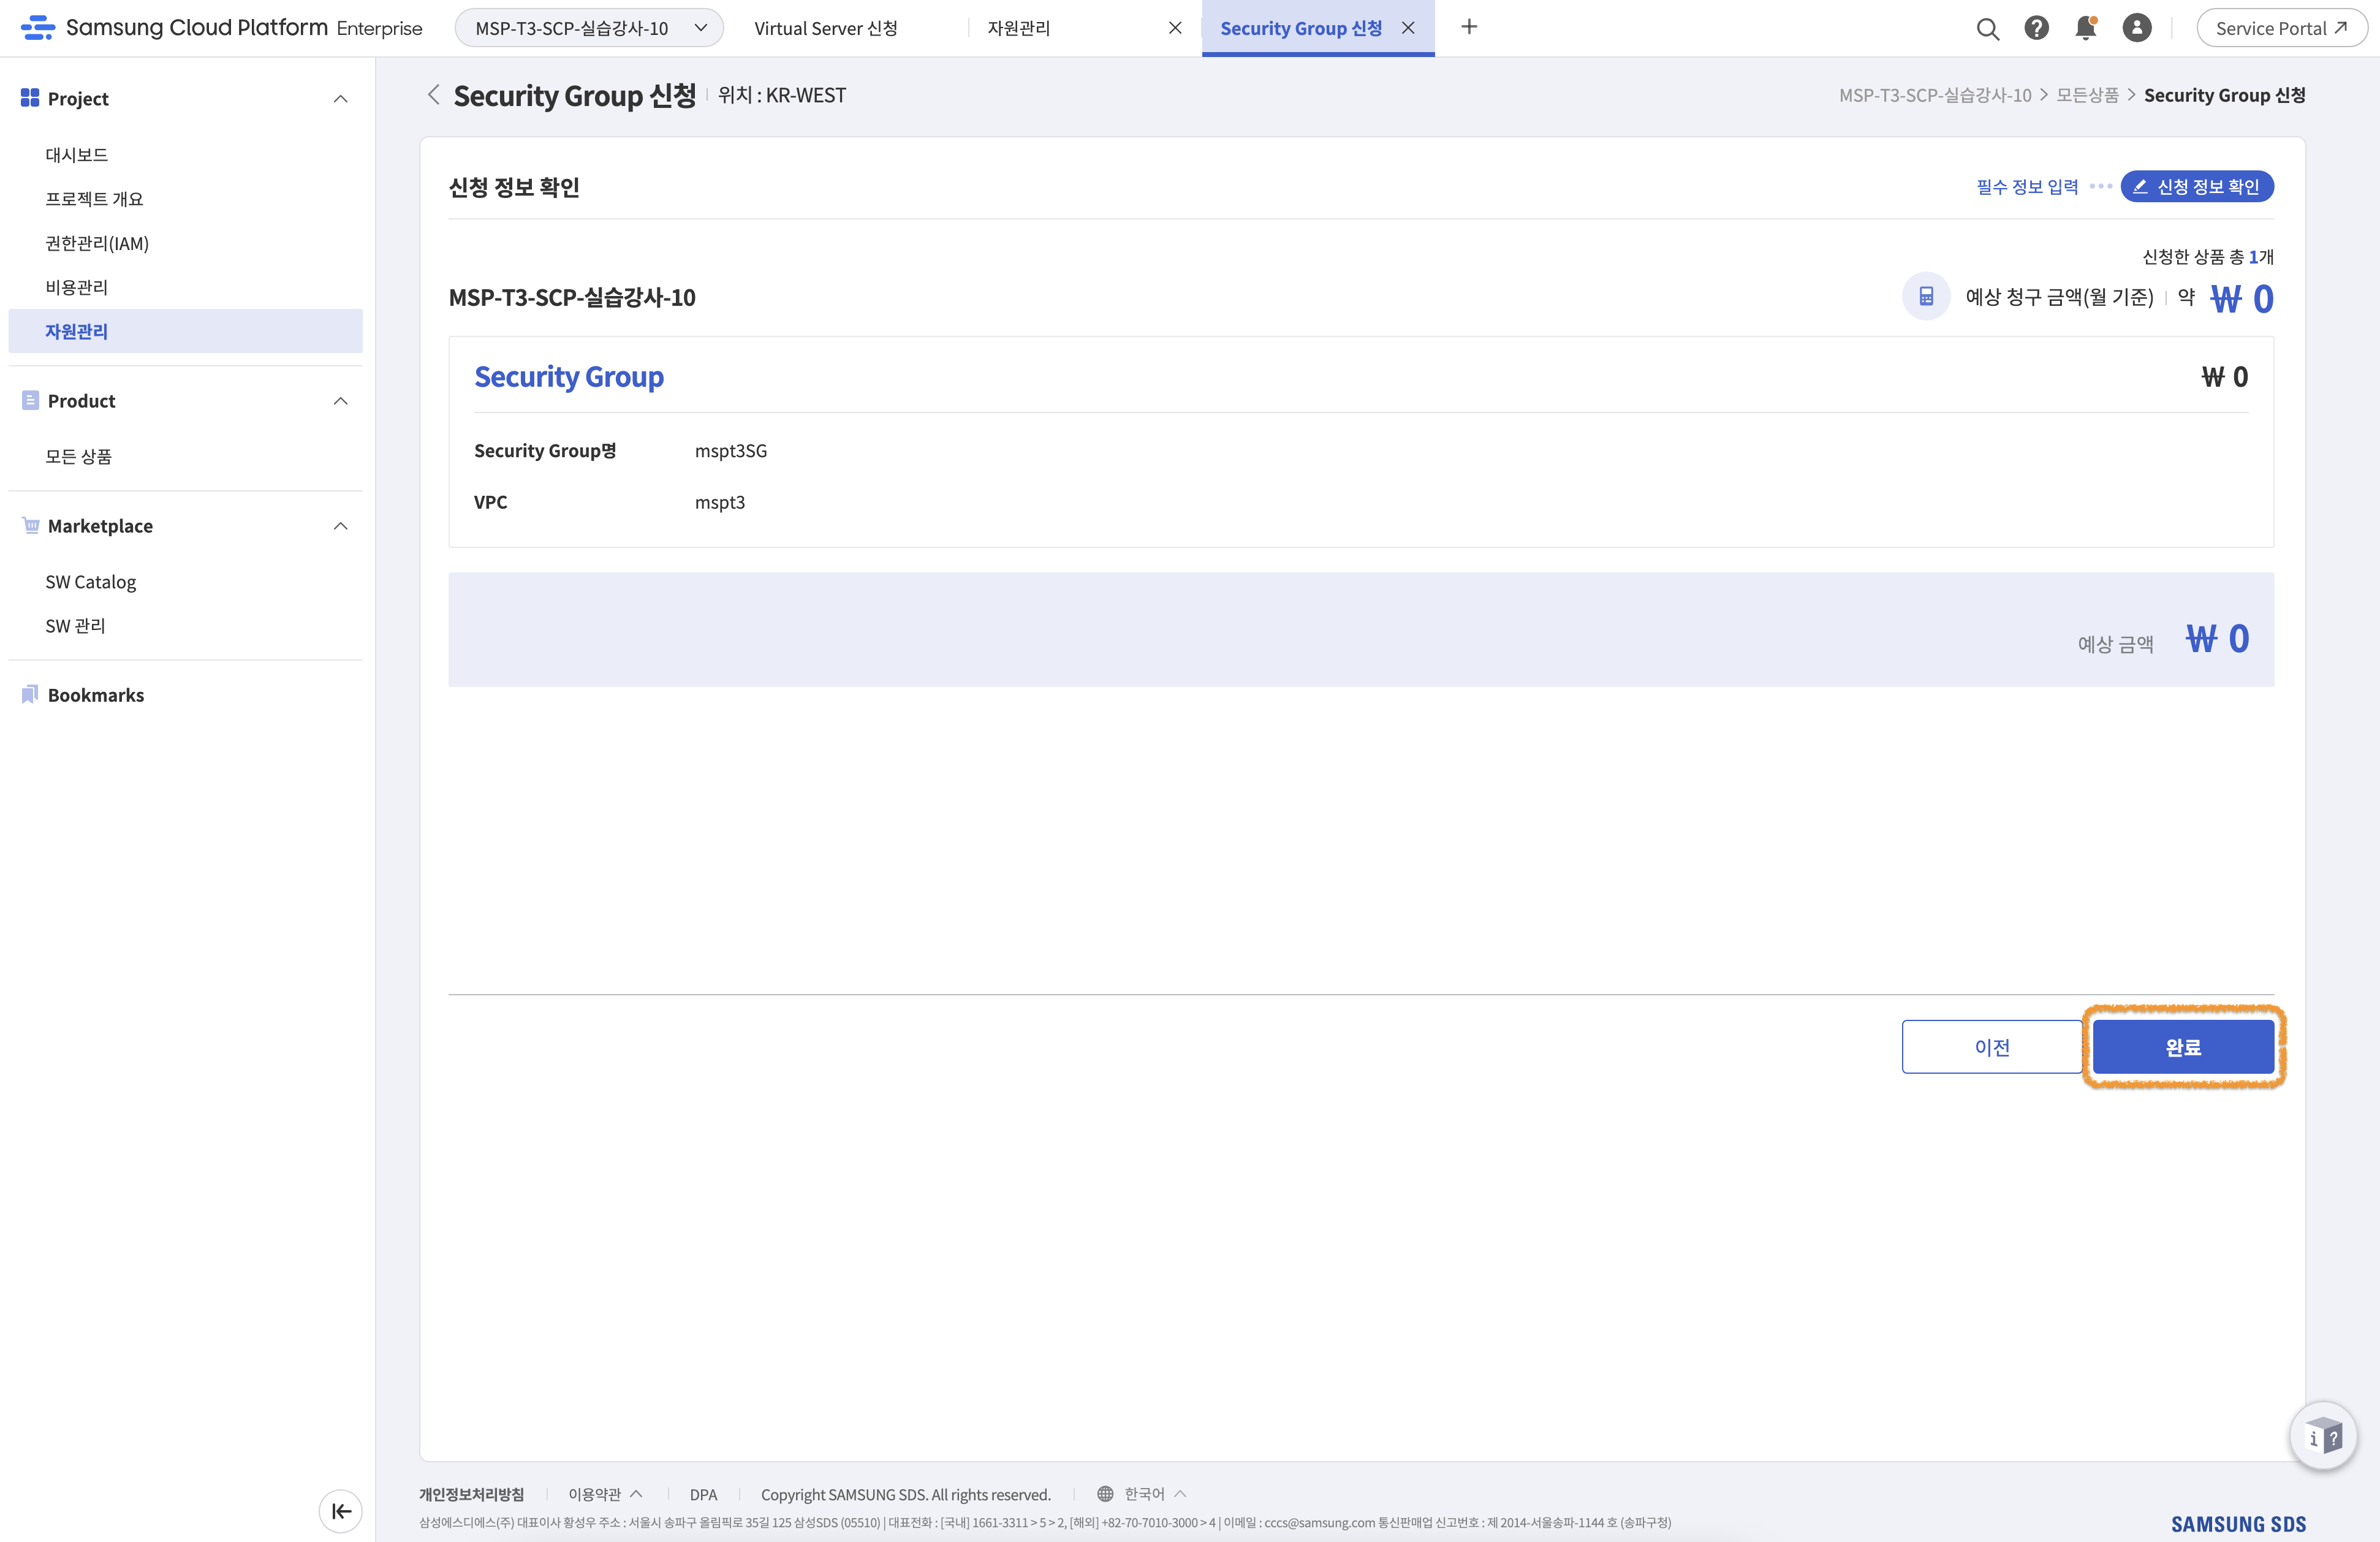 Samsung Cloud Platform Enterprise
MSP-T3-SCP-실습강사-10
Virtual Server 신청
자원관리
Security Group 신청
Service Portal
Project
대시보드
프로젝트 개요
권한관리(IAM)
비용관리
자원관리
Product
모든 상품
Marketplace
SW Catalog
SW 관리
Bookmarks
Security Group 신청
위치 : KR-WEST
MSP-T3-SCP-실습강사-10 > 모든상품 > Security Group 신청
신청 정보 확인
필수 정보 입력
신청 정보 확인
신청한 상품 총 1개
MSP-T3-SCP-실습강사-10
예상 청구 금액(월 기준) | 약 ₩ 0
Security Group
₩ 0
Security Group명 mspt3SG
VPC mspt3
예상 금액 ₩ 0
이전
완료
개인정보처리방침 | 이용약관 | DPA | Copyright SAMSUNG SDS. All rights reserved. | 한국어
삼성에스디에스(주) 대표이사 황성우 주소 : 서울시 송파구 올림픽로 35길 125 삼성SDS (05510) | 대표전화 : [국내] 1661-3311 > 5 > 2, [해외] +82-70-7010-3000 > 4 | 이메일 : cccs@samsung.com 통신판매업 신고번호 : 제 2014-서울송파-1144 호 (송파구청)
SAMSUNG SDS